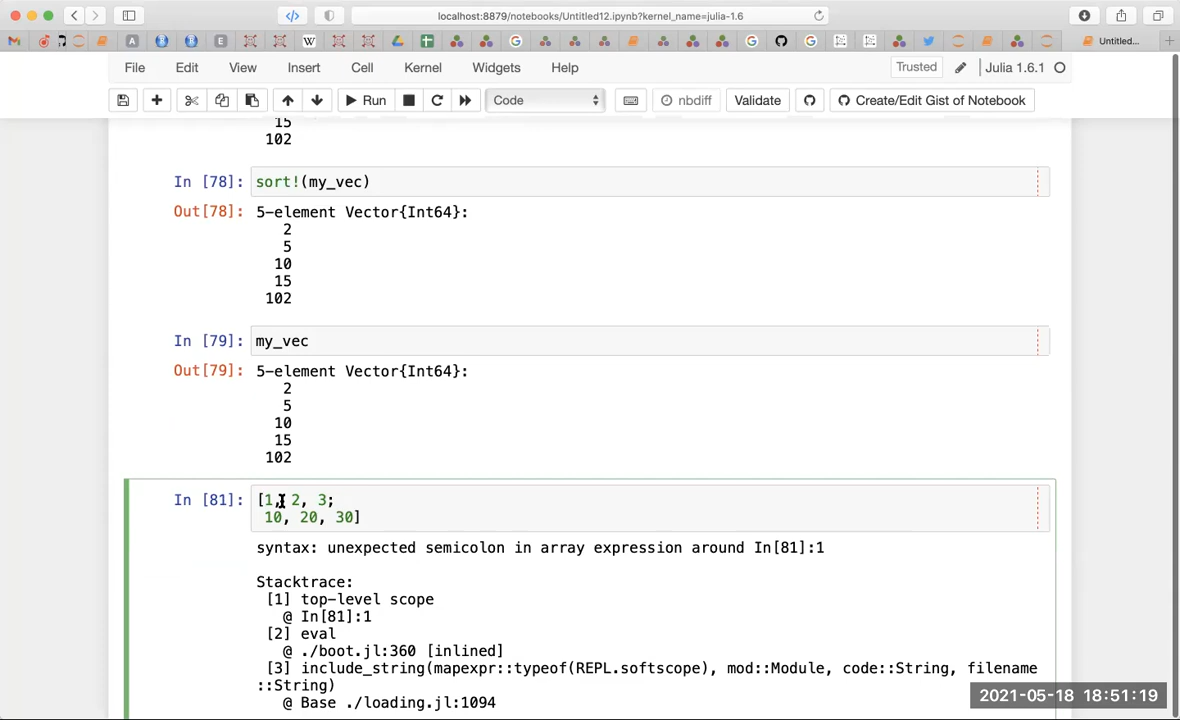 localhost:8879/notebooks/Untitled12.ipynb?kernel_name=julia-1.6
A E W G G G Untitled...
File Edit View Insert Cell Kernel Widgets Help Trusted Julia 1.6.1
Run Code nbdiff Validate Create/Edit Gist of Notebook
15
102
In [78]: sort!(my_vec)
Out[78]: 5-element Vector{Int64}:
2
5
10
15
102
In [79]: my_vec
Out[79]: 5-element Vector{Int64}:
2
5
10
15
102
In [81]: [1, 2, 3;
10, 20, 30]
syntax: unexpected semicolon in array expression around In[81]:1
Stacktrace:
[1] top-level scope
@ In[81]:1
[2] eval
@ ./boot.jl:360 [inlined]
[3] include_string(mapexpr::typeof(REPL.softscope), mod::Module, code::String, filename
::String)
@ Base ./loading.jl:1094
2021-05-18 18:51:19